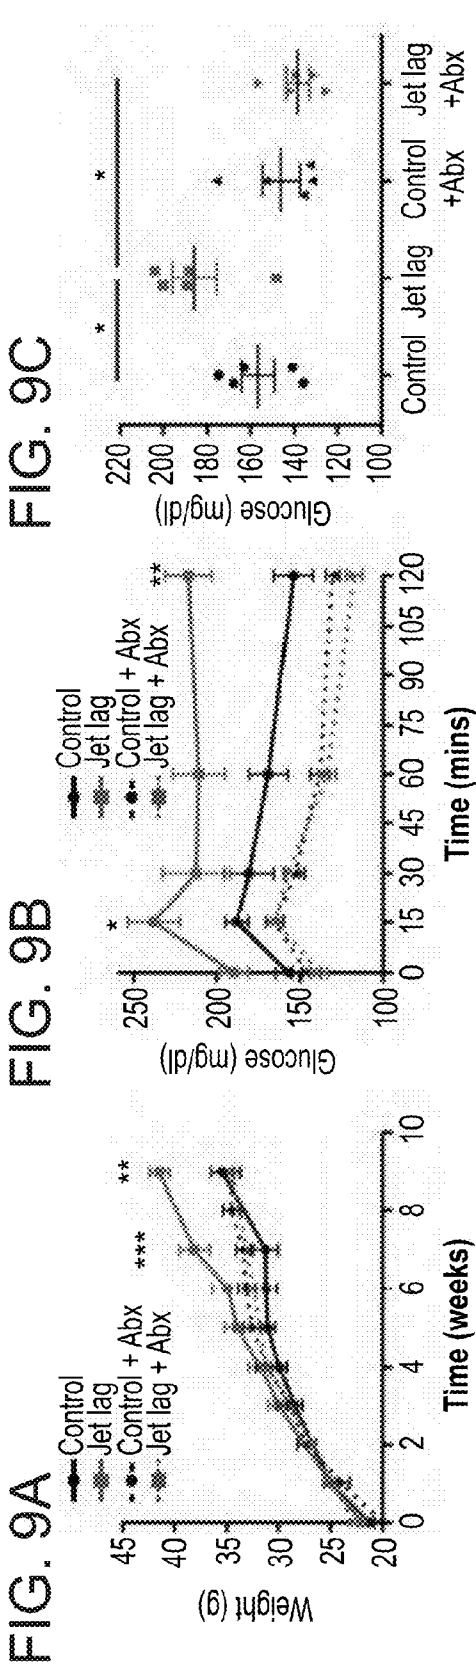 FIG. 9A
Control
Jet lag
Control + Abx
Jet lag + Abx
***
**
Weight (g)
45
40
35
30
25
20
0 2 4 6 8 10
Time (weeks)
FIG. 9B
Control
Jet lag
Control + Abx
Jet lag + Abx
*
**
Glucose (mg/dl)
250
200
150
100
0 15 30 45 60 75 90 105 120
Time (mins)
FIG. 9C
* *
Glucose (mg/dl)
220
200
180
160
140
120
100
Control Jet lag Control Jet lag
+Abx +Abx